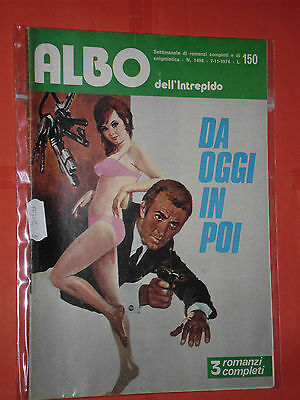 ALBO
dell'Intrepido
Settimanale di romanzi completi e di
enigmistica - N. 1454 - 7-11-1974 - L. 150
DA
OGGI
IN
POI
3 romanzi
completi